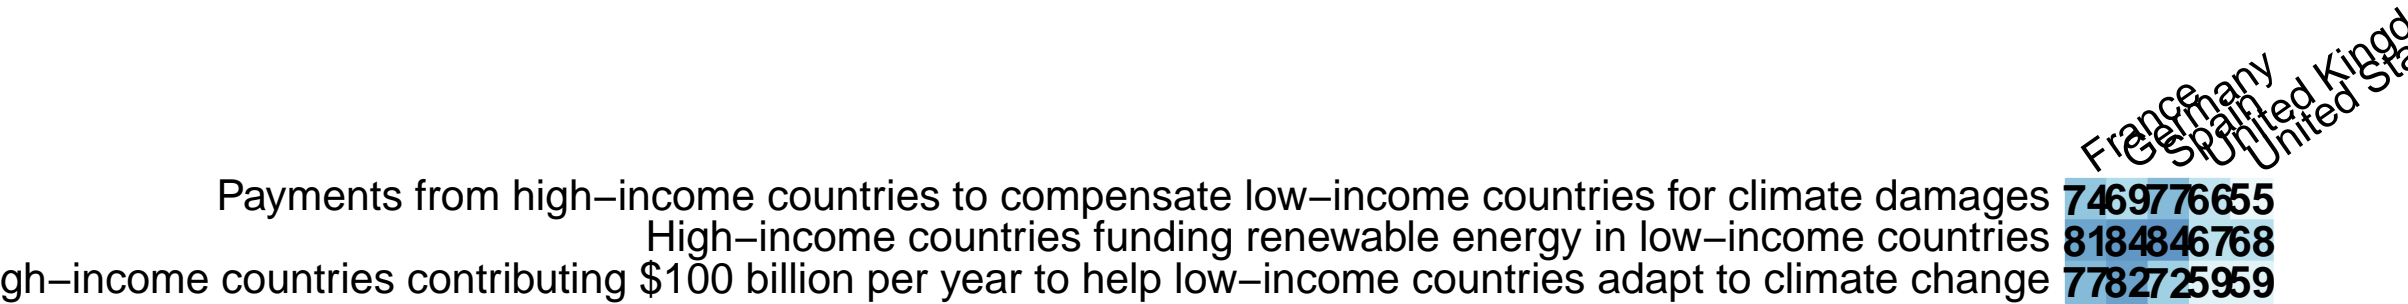 France
Germany
Spain
United Kingd
United Sta
Payments from high−income countries to compensate low−income countries for climate damages 74 69 77 66 55
High−income countries funding renewable energy in low−income countries 81 84 84 67 68
gh−income countries contributing $100 billion per year to help low−income countries adapt to climate change 77 82 72 59 59